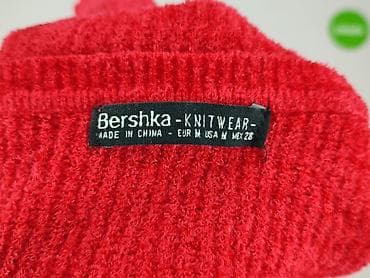 Bershka -KNITWEAR-
MADE IN CHINA - EUR M USA M MEX 28